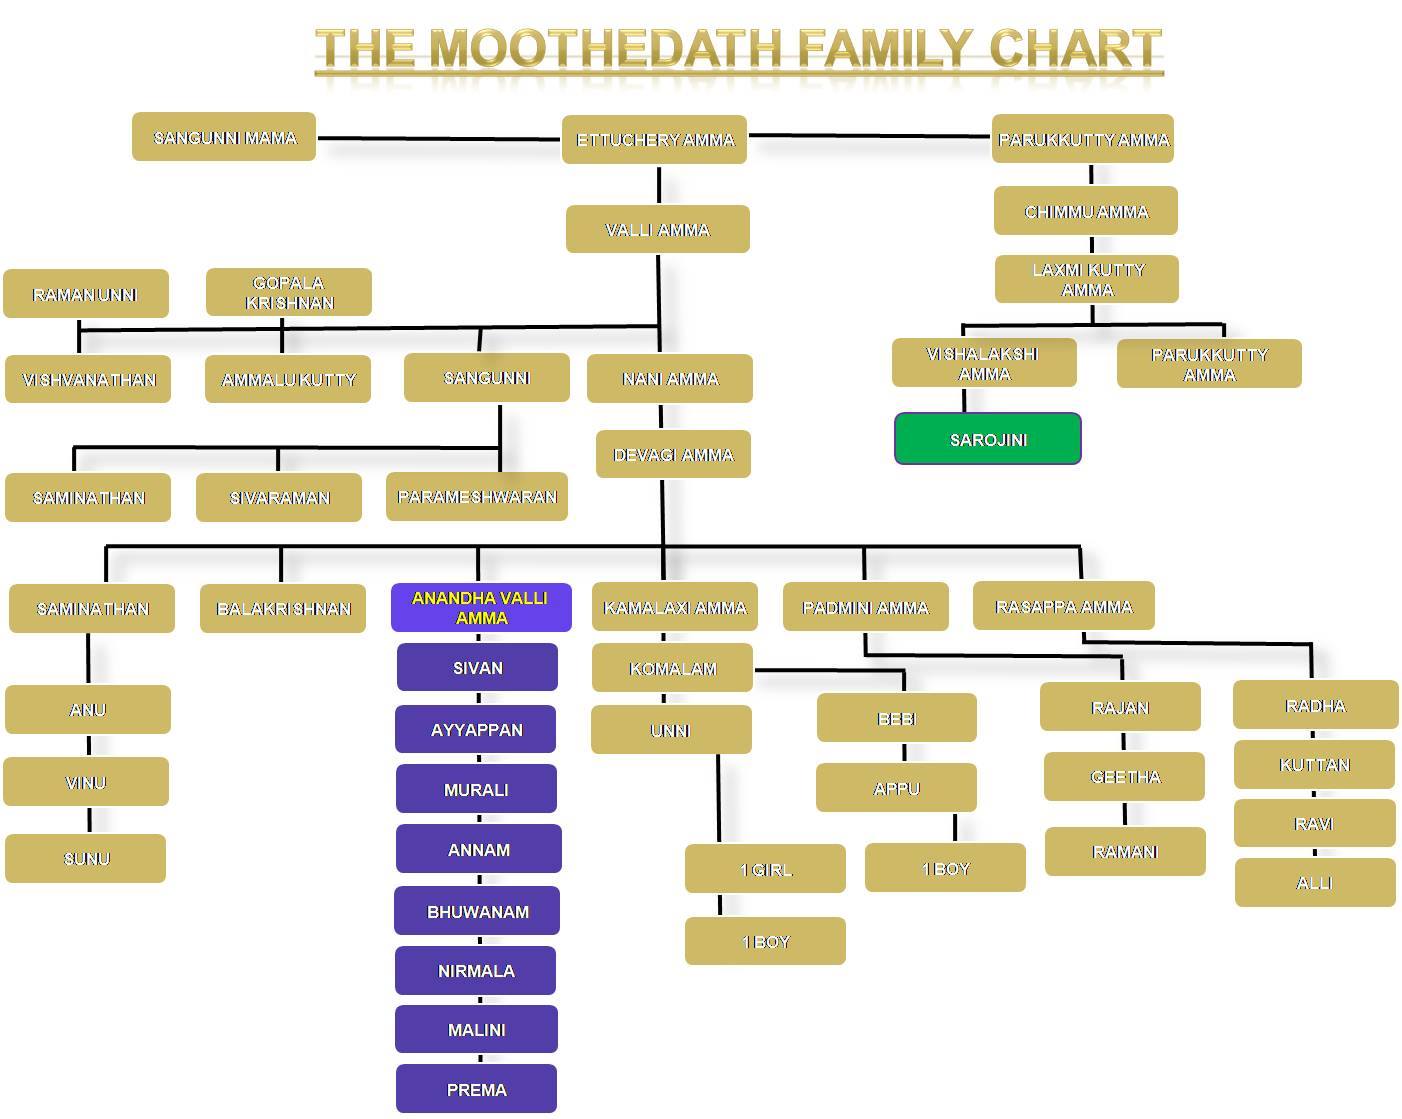 THE MOOTHEDATH FAMILY CHART
SANGUNNI MAMA
ETTUCHERY AMMA
PARUKKUTTY AMMA
CHIMMU AMMA
VALLI AMMA
LAXMI KUTTY
AMMA
RAMAN UNNI
GOPALA
KRISHNAN
VISHVANATHAN
AMMALU KUTTY
SANGUNNI
NANI AMMA
VISHALAKSHI
AMMA
PARUKKUTTY
AMMA
SAROJINI
DEVAGI AMMA
SAMINATHAN
SIVARAMAN
PARAMESHWARAN
SAMINATHAN
BALAKRISHNAN
ANANDHA VALLI
AMMA
KAMALAXI AMMA
PADMINI AMMA
RASAPPA AMMA
SIVAN
KOMALAM
ANU
AYYAPPAN
UNNI
BEBI
RAJAN
RADHA
VINU
MURALI
APPU
GEETHA
KUTTAN
SUNU
ANNAM
1 GIRL
1 BOY
RAMANI
RAVI
ALLI
BHUWANAM
1 BOY
NIRMALA
MALINI
PREMA